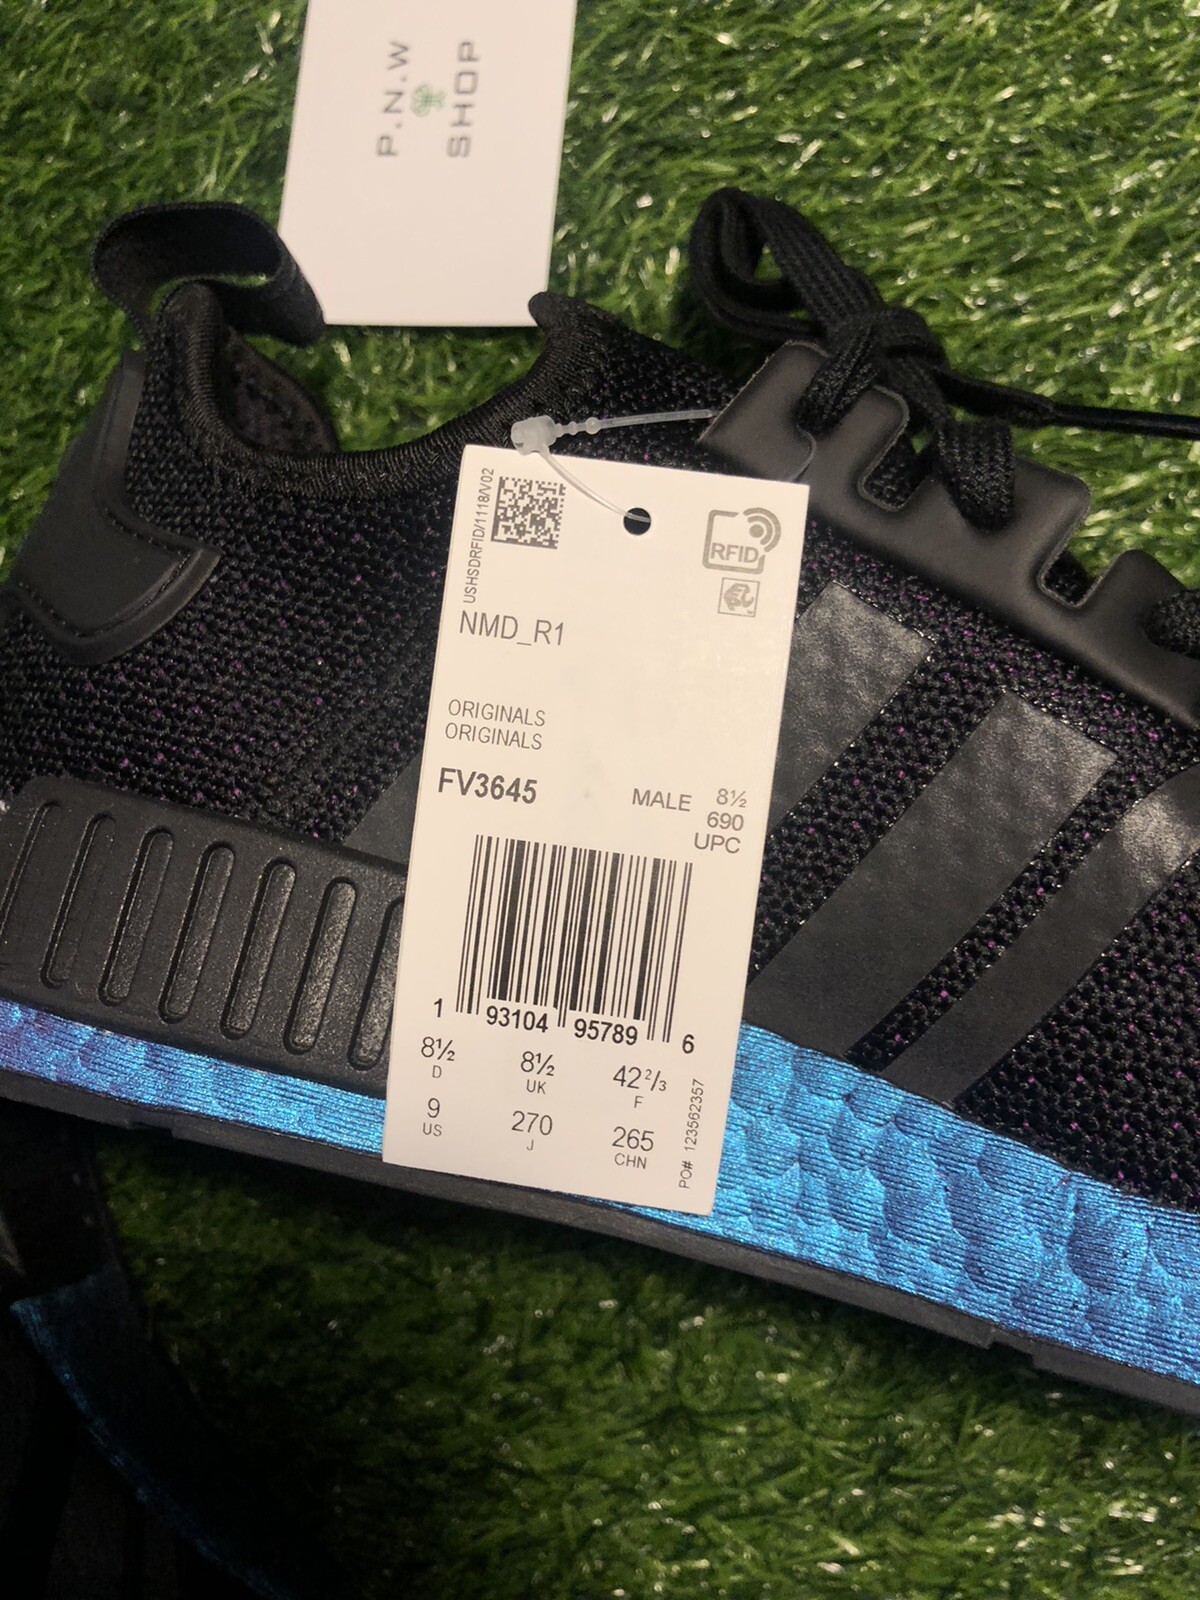 P.N.W
SHOP
USHSDRFID/1118/V02
RFID
NMD_R1
ORIGINALS
ORIGINALS
FV3645
MALE 8½
690
UPC
1 93104 95789 6
8½ 8½ 42⅔
D UK F
9 270 265
US J CHN
PO# 123562357